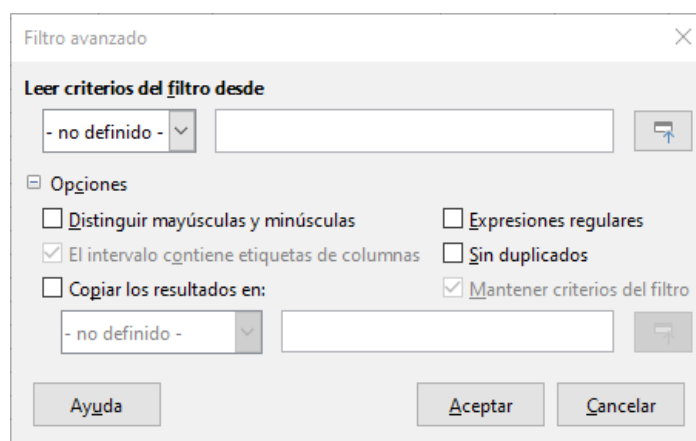 Filtro avanzado
Leer criterios del filtro desde
- no definido -
Opciones
Distinguir mayúsculas y minúsculas
Expresiones regulares
El intervalo contiene etiquetas de columnas
Sin duplicados
Copiar los resultados en:
Mantener criterios del filtro
- no definido -
Ayuda
Aceptar
Cancelar